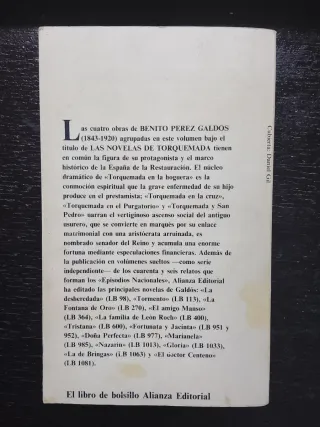 Las cuatro obras de BENITO PEREZ GALDOS
(1843-1920) agrupadas en este volumen bajo el
título de LAS NOVELAS DE TORQUEMADA tienen
en común la figura de su protagonista y el marco
histórico de la España de la Restauración. El núcleo
dramático de «Torquemada en la hoguera» es la
conmoción espiritual que la grave enfermedad de su hijo
produce en el prestamista; «Torquemada en la cruz»,
«Torquemada en el Purgatorio» y «Torquemada y San
Pedro» narran el vertiginoso ascenso social del antiguo
usurero, que se convierte en marqués por su enlace
matrimonial con una aristócrata arruinada, es
nombrado senador del Reino y acumula una enorme
fortuna mediante especulaciones financieras. Además de
la publicación en volúmenes sueltos —como serie
independiente— de los cuarenta y seis relatos que
forman los «Episodios Nacionales», Alianza Editorial
ha editado las principales novelas de Galdós: «La
desheredada» (LB 98), «Tormento» (LB 113), «La
Fontana de Oro» (LB 270), «El amigo Manso»
(LB 364), «La familia de León Roch» (LB 400),
«Tristana» (LB 600), «Fortunata y Jacinta» (LB 951 y
952), «Doña Perfecta» (LB 977), «Marianela»
(LB 985), «Nazarín» (LB 1013), «Gloria» (LB 1033),
«La de Bringas» (LB 1063) y «El doctor Centeno»
(LB 1081).
El libro de bolsillo Alianza Editorial
Cubierta: Daniel Gil